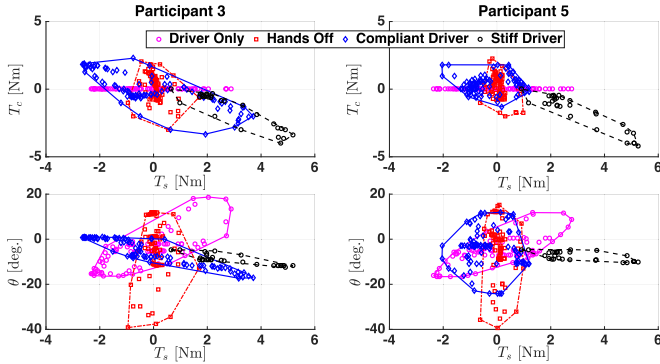 Participant 3
Participant 5
Driver Only Hands Off Compliant Driver Stiff Driver
5
0
-5
T_c [Nm]
-4 -2 0 2 4 6
T_s [Nm]
5
0
-5
T_c [Nm]
-4 -2 0 2 4 6
T_s [Nm]
20
0
-20
-40
θ [deg.]
-4 -2 0 2 4 6
T_s [Nm]
20
0
-20
-40
θ [deg.]
-4 -2 0 2 4 6
T_s [Nm]